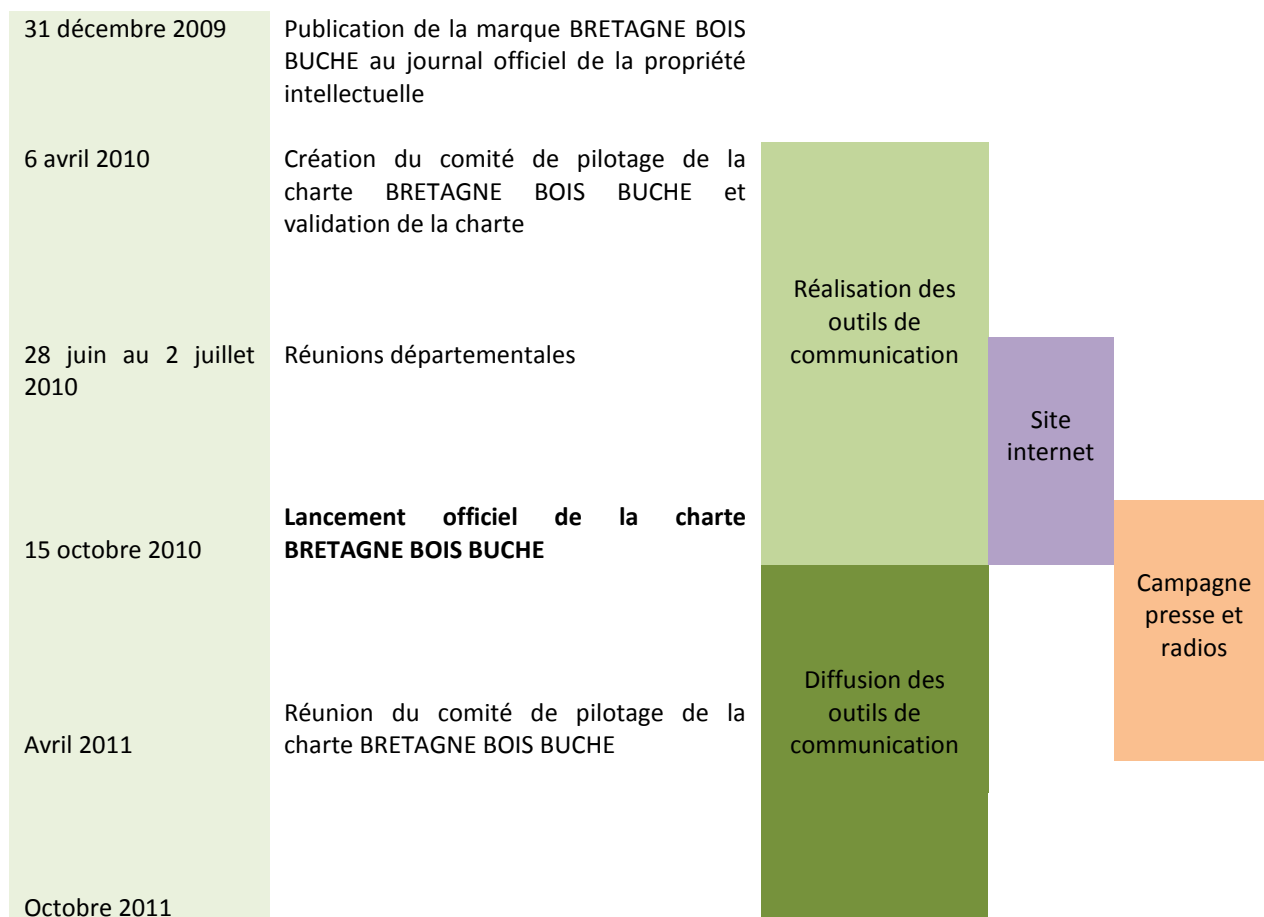 31 décembre 2009
Publication de la marque BRETAGNE BOIS
BUCHE au journal officiel de la propriété
intellectuelle
6 avril 2010
Création du comité de pilotage de la
charte BRETAGNE BOIS BUCHE et
validation de la charte
Réalisation des
outils de
communication
28 juin au 2 juillet
2010
Réunions départementales
Site
internet
15 octobre 2010
Lancement officiel de la charte
BRETAGNE BOIS BUCHE
Campagne
presse et
radios
Diffusion des
outils de
communication
Avril 2011
Réunion du comité de pilotage de la
charte BRETAGNE BOIS BUCHE
Octobre 2011